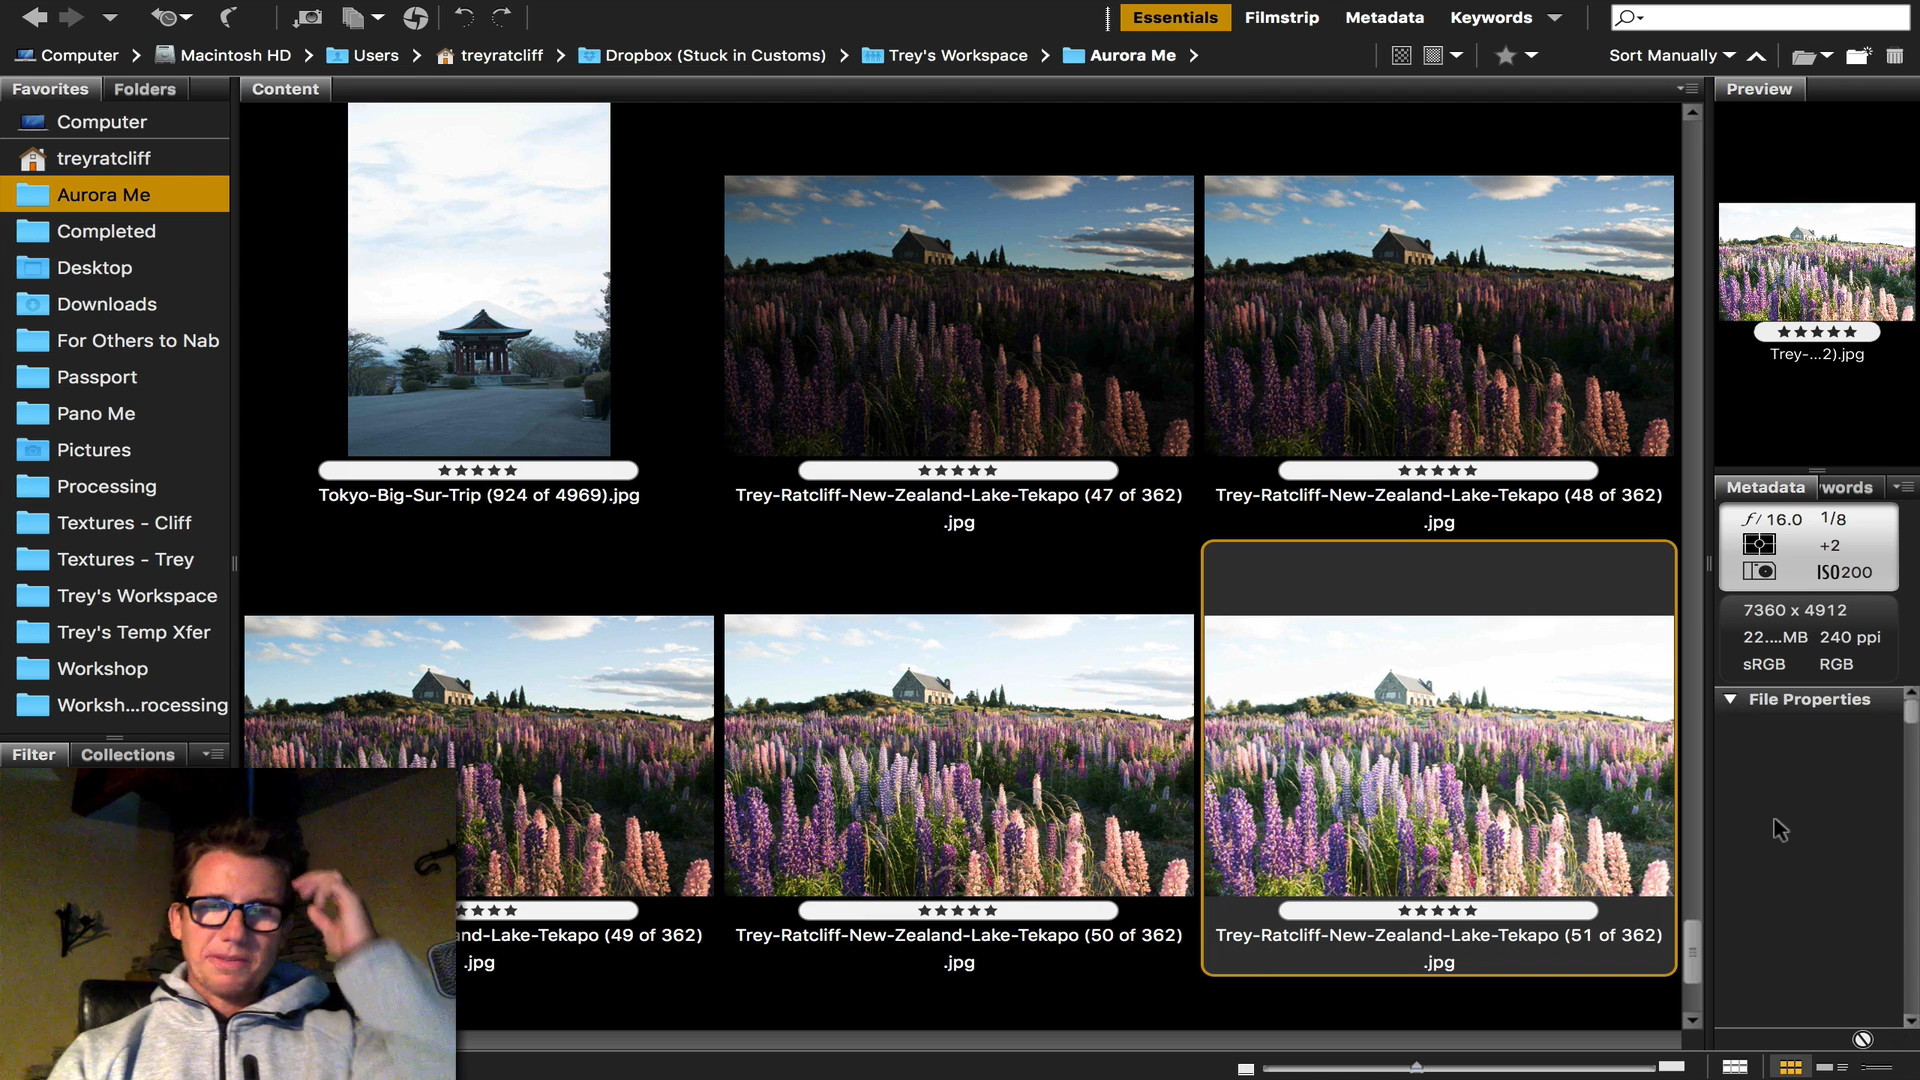 Essentials
Filmstrip
Metadata
Keywords
Computer
Macintosh HD
Users
treyratcliff
Dropbox (Stuck in Customs)
Trey's Workspace
Aurora Me
Sort Manually
Favorites
Folders
Computer
treyratcliff
Aurora Me
Completed
Desktop
Downloads
For Others to Nab
Passport
Pano Me
Pictures
Processing
Textures - Cliff
Textures - Trey
Trey's Workspace
Trey's Temp Xfer
Workshop
Worksh...rocessing
Filter
Collections
Content
Tokyo-Big-Sur-Trip (924 of 4969).jpg
Trey-Ratcliff-New-Zealand-Lake-Tekapo (47 of 362)
.jpg
Trey-Ratcliff-New-Zealand-Lake-Tekapo (48 of 362)
.jpg
and-Lake-Tekapo (49 of 362)
.jpg
Trey-Ratcliff-New-Zealand-Lake-Tekapo (50 of 362)
.jpg
Trey-Ratcliff-New-Zealand-Lake-Tekapo (51 of 362)
.jpg
Preview
Trey-...2).jpg
Metadata
words
f/ 16.0 1/8
+2
ISO200
7360 x 4912
22....MB 240 ppi
sRGB RGB
File Properties